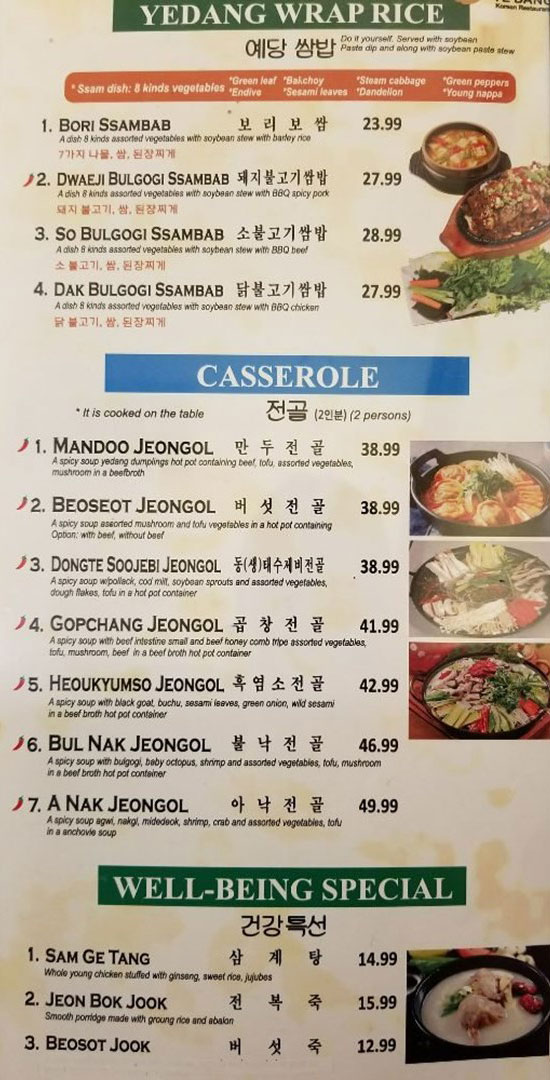 YEDANG WRAP RICE
Korean Restaurant
예당 쌈밥 Do it yourself. Served with soybean
Paste dip and along with soybean paste stew
* Ssam dish: 8 kinds vegetables *Green leaf *Bak.choy *Steam cabbage *Green peppers
*Endive *Sesami leaves *Dandelion *Young nappa
1. BORI SSAMBAB 보 리 보 쌈 23.99
A dish 8 kinds assorted vegetables with soybean stew with barley rice
7가지 나물, 쌈, 된장찌게
2. DWAEJI BULGOGI SSAMBAB 돼지불고기쌈밥 27.99
A dish 8 kinds assorted vegetables with soybean stew with BBQ spicy pork
돼지 불고기, 쌈, 된장찌게
3. SO BULGOGI SSAMBAB 소불고기쌈밥 28.99
A dish 8 kinds assorted vegetables with soybean stew with BBQ beef
소 불고기, 쌈, 된장찌게
4. DAK BULGOGI SSAMBAB 닭불고기쌈밥 27.99
A dish 8 kinds assorted vegetables with soybean stew with BBQ chicken
닭 불고기, 쌈, 된장찌게
CASSEROLE
* It is cooked on the table 전골 (2인분) (2 persons)
1. MANDOO JEONGOL 만 두 전 골 38.99
A spicy soup yedang dumplings hot pot containing beef, tofu, assorted vegetables,
mushroom in a beefbroth
2. BEOSEOT JEONGOL 버 섯 전 골 38.99
A spicy soup assorted mushroom and tofu vegetables in a hot pot containing
Option: with beef, without beef
3. DONGTE SOOJEBI JEONGOL 동(생)태수제비전골 38.99
A spicy soup w/pollack, cod milt, soybean sprouts and assorted vegetables,
dough flakes, tofu in a hot pot container
4. GOPCHANG JEONGOL 곱 창 전 골 41.99
A spicy soup with beef intestine small and beef honey comb tripe assorted vegetables,
tofu, mushroom, beef in a beef broth hot pot container
5. HEOUKYUMSO JEONGOL 흑 염 소 전 골 42.99
A spicy soup with black goat, buchu, sesami leaves, green onion, wild sesami
in a beef broth hot pot container
6. BUL NAK JEONGOL 불 낙 전 골 46.99
A spicy soup with bulgogi, baby octopus, shrimp and assorted vegetables, tofu, mushroom
in a beef broth hot pot container
7. A NAK JEONGOL 아 낙 전 골 49.99
A spicy soup agwi, nakgi, midedeok, shrimp, crab and assorted vegetables, tofu
in a anchovie soup
WELL-BEING SPECIAL
건강특선
1. SAM GE TANG 삼 계 탕 14.99
Whole young chicken stuffed with ginseng, sweet rice, jujubes
2. JEON BOK JOOK 전 복 죽 15.99
Smooth porridge made with groung rice and abalon
3. BEOSOT JOOK 버 섯 죽 12.99